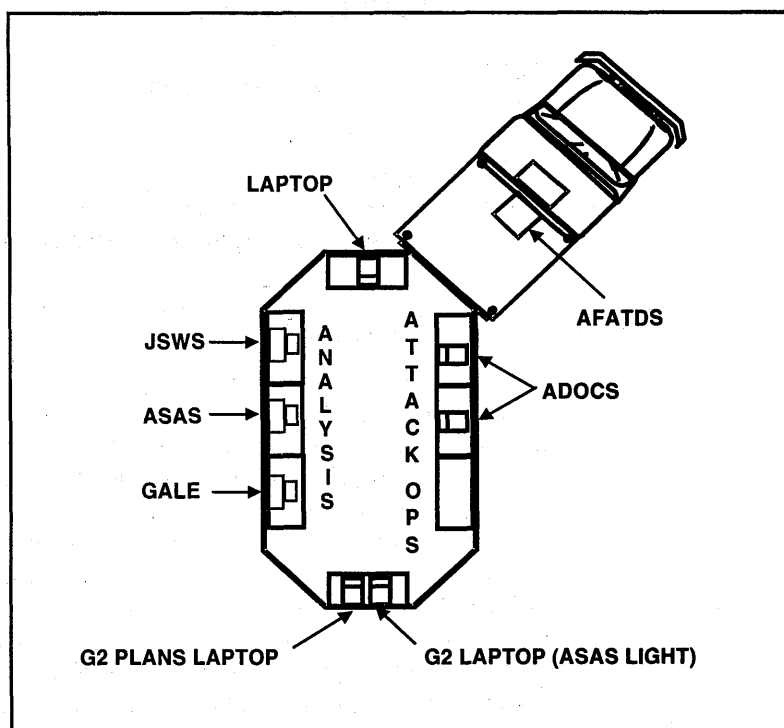 LAPTOP
AFATDS
JSWS
ADOCS
ASAS
GALE
ANALYSIS
ATTACK OPS
G2 PLANS LAPTOP
G2 LAPTOP (ASAS LIGHT)